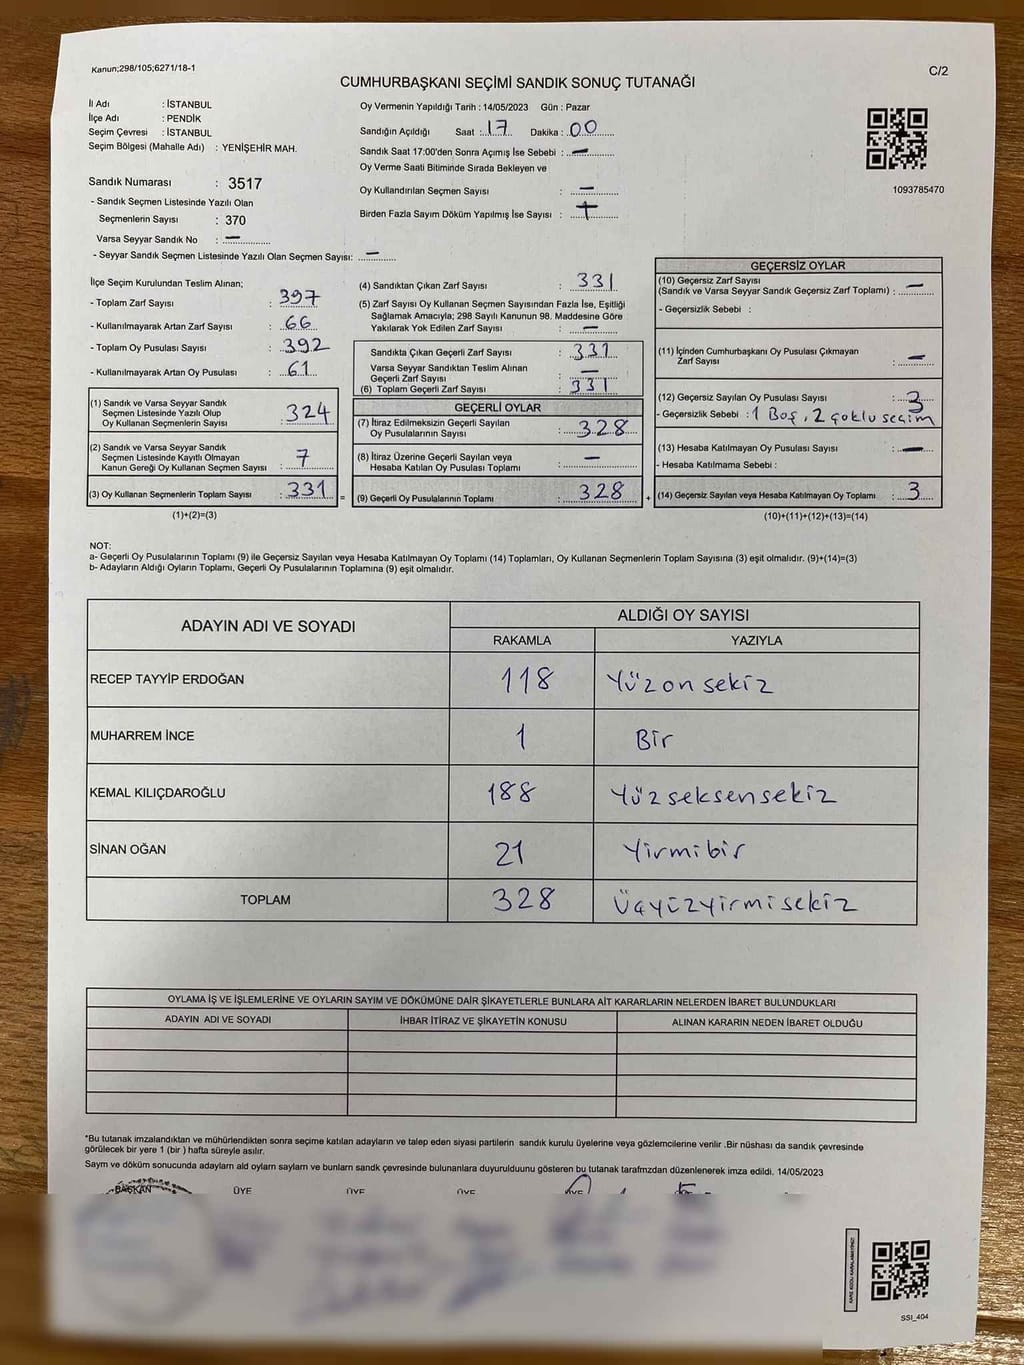 Kanun;298/105;6271/18-1
C/2
CUMHURBAŞKANI SEÇİMİ SANDIK SONUÇ TUTANAĞI
İl Adı : İSTANBUL
İlçe Adı : PENDİK
Seçim Çevresi : İSTANBUL
Seçim Bölgesi (Mahalle Adı) : YENİŞEHİR MAH.
Sandık Numarası : 3517
- Sandık Seçmen Listesinde Yazılı Olan
Seçmenlerin Sayısı : 370
Varsa Seyyar Sandık No : —
- Seyyar Sandık Seçmen Listesinde Yazılı Olan Seçmen Sayısı: —
Oy Vermenin Yapıldığı Tarih : 14/05/2023 Gün : Pazar
Sandığın Açıldığı Saat : 17 Dakika : 00
Sandık Saat 17:00'den Sonra Açımış İse Sebebi : —
Oy Verme Saati Bitiminde Sırada Bekleyen ve
Oy Kullandırılan Seçmen Sayısı : —
Birden Fazla Sayım Döküm Yapılmış İse Sayısı :
1093785470
İlçe Seçim Kurulundan Teslim Alınan;
- Toplam Zarf Sayısı : 397
- Kullanılmayarak Artan Zarf Sayısı : 66
- Toplam Oy Pusulası Sayısı : 392
- Kullanılmayarak Artan Oy Pusulası : 61
(1) Sandık ve Varsa Seyyar Sandık
Seçmen Listesinde Yazılı Olup
Oy Kullanan Seçmenlerin Sayısı : 324
(2) Sandık ve Varsa Seyyar Sandık
Seçmen Listesinde Kayıtlı Olmayan
Kanun Gereği Oy Kullanan Seçmen Sayısı : 7
(3) Oy Kullanan Seçmenlerin Toplam Sayısı : 331
(1)+(2)=(3)
(4) Sandıktan Çıkan Zarf Sayısı : 331
(5) Zarf Sayısı Oy Kullanan Seçmen Sayısından Fazla İse, Eşitliği
Sağlamak Amacıyla; 298 Sayılı Kanunun 98. Maddesine Göre
Yakılarak Yok Edilen Zarf Sayısı : —
Sandıkta Çıkan Geçerli Zarf Sayısı : 331
Varsa Seyyar Sandıktan Teslim Alınan
Geçerli Zarf Sayısı : —
(6) Toplam Geçerli Zarf Sayısı : 331
GEÇERLİ OYLAR
(7) İtiraz Edilmeksizin Geçerli Sayılan
Oy Pusulalarının Sayısı : 328
(8) İtiraz Üzerine Geçerli Sayılan veya
Hesaba Katılan Oy Pusulası Toplamı : —
= (9) Geçerli Oy Pusulalarının Toplamı : 328 +
GEÇERSİZ OYLAR
(10) Geçersiz Zarf Sayısı
(Sandık ve Varsa Seyyar Sandık Geçersiz Zarf Toplamı) : —
- Geçersizlik Sebebi :
(11) İçinden Cumhurbaşkanı Oy Pusulası Çıkmayan
Zarf Sayısı : —
(12) Geçersiz Sayılan Oy Pusulası Sayısı : 3
- Geçersizlik Sebebi : 1 Boş, 2 çoklu seçim
(13) Hesaba Katılmayan Oy Pusulası Sayısı : —
- Hesaba Katılmama Sebebi :
(14) Geçersiz Sayılan veya Hesaba Katılmayan Oy Toplamı : 3
(10)+(11)+(12)+(13)=(14)
NOT:
a- Geçerli Oy Pusulalarının Toplamı (9) ile Geçersiz Sayılan veya Hesaba Katılmayan Oy Toplamı (14) Toplamları, Oy Kullanan Seçmenlerin Toplam Sayısına (3) eşit olmalıdır. (9)+(14)=(3)
b- Adayların Aldığı Oyların Toplamı, Geçerli Oy Pusulalarının Toplamına (9) eşit olmalıdır.
ADAYIN ADI VE SOYADI
ALDIĞI OY SAYISI
RAKAMLA YAZIYLA
RECEP TAYYİP ERDOĞAN 118 Yüzonsekiz
MUHARREM İNCE 1 Bir
KEMAL KILIÇDAROĞLU 188 Yüzseksensekiz
SİNAN OĞAN 21 Yirmibir
TOPLAM 328 Üçyüzyirmisekiz
OYLAMA İŞ VE İŞLEMLERİNE VE OYLARIN SAYIM VE DÖKÜMÜNE DAİR ŞİKAYETLERLE BUNLARA AİT KARARLARIN NELERDEN İBARET BULUNDUKLARI
ADAYIN ADI VE SOYADI İHBAR İTİRAZ VE ŞİKAYETİN KONUSU ALINAN KARARIN NEDEN İBARET OLDUĞU
*Bu tutanak imzalandıktan ve mühürlendikten sonra seçime katılan adayların ve talep eden siyasi partilerin sandık kurulu üyelerine veya gözlemcilerine verilir .Bir nüshası da sandık çevresinde
görülecek bir yere 1 (bir ) hafta süreyle asılır.
Saym ve döküm sonucunda adaylarn ald oylarn saylarn ve bunlarn sandk çevresinde bulunanlara duyurulduunu gösteren bu tutanak tarafmzdan düzenlenerek imza edildi. 14/05/2023
BAŞKAN ÜYE ÜYE ÜYE ÜYE
SSI_404